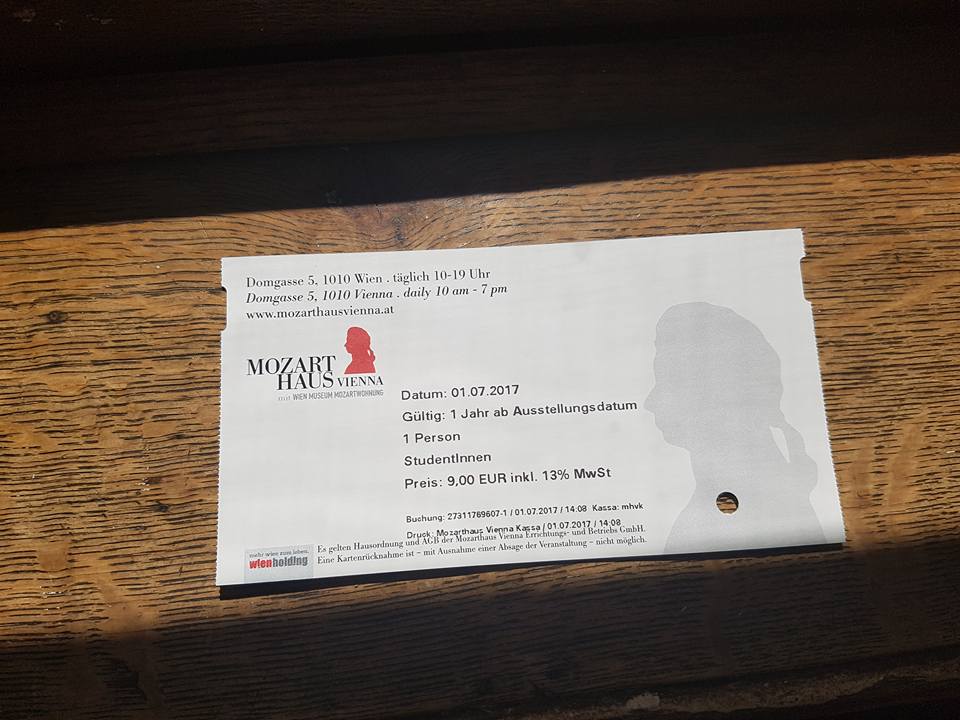 Domgasse 5, 1010 Wien . täglich 10-19 Uhr
Domgasse 5, 1010 Vienna . daily 10 am - 7 pm
www.mozarthausvienna.at
MOZART
HAUS VIENNA
mit WIEN MUSEUM MOZARTWOHNUNG
Datum: 01.07.2017
Gültig: 1 Jahr ab Ausstellungsdatum
1 Person
StudentInnen
Preis: 9,00 EUR inkl. 13% MwSt
Buchung: 27311769607-1 / 01.07.2017 / 14:08 Kassa: mhvk
Druck: Mozarthaus Vienna Kassa / 01.07.2017 / 14:08
Es gelten Hausordnung und AGB der Mozarthaus Vienna Errichtungs- und Betriebs GmbH.
Eine Kartenrücknahme ist – mit Ausnahme einer Absage der Veranstaltung – nicht möglich.
mehr wien zum leben.
wienholding